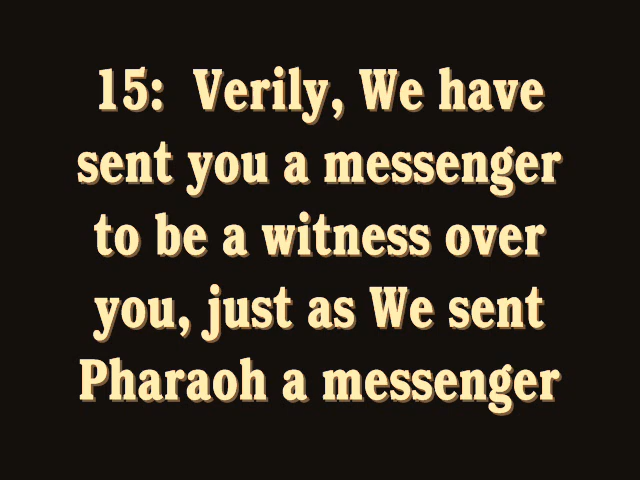 15:  Verily, We have
sent you a messenger
to be a witness over
you, just as We sent
Pharaoh a messenger